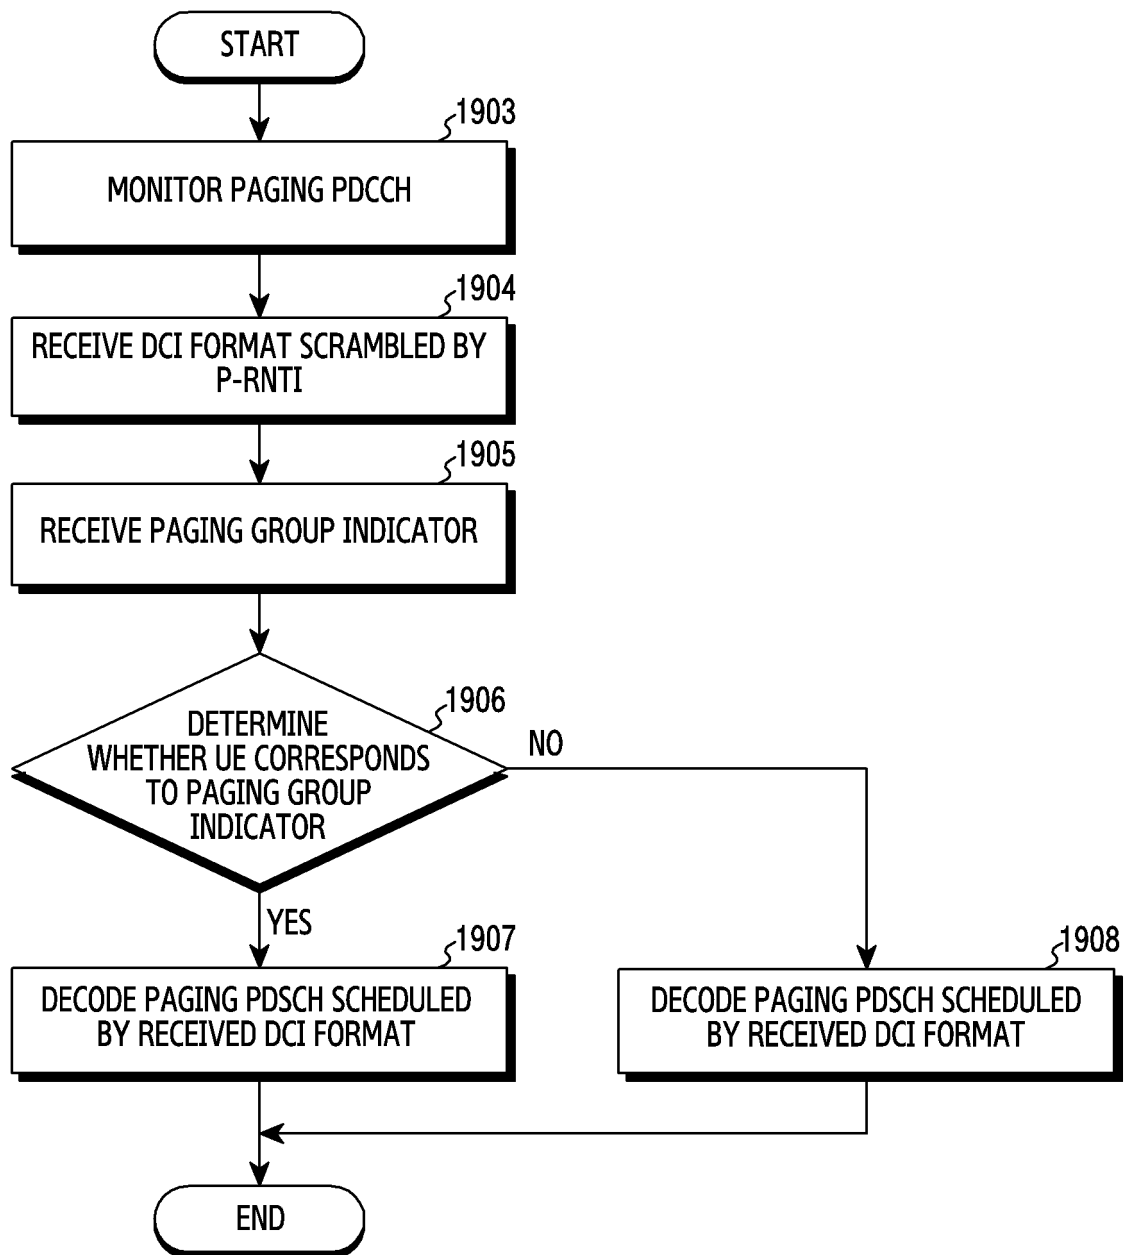 START
1903
MONITOR PAGING PDCCH
1904
RECEIVE DCI FORMAT SCRAMBLED BY
P-RNTI
1905
RECEIVE PAGING GROUP INDICATOR
1906
DETERMINE
WHETHER UE CORRESPONDS
TO PAGING GROUP
INDICATOR
NO
YES
1907
DECODE PAGING PDSCH SCHEDULED
BY RECEIVED DCI FORMAT
1908
DECODE PAGING PDSCH SCHEDULED
BY RECEIVED DCI FORMAT
END